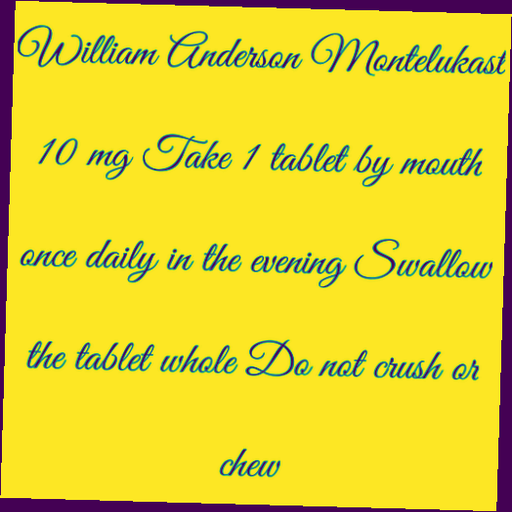 William Anderson Montelukast
10 mg Take 1 tablet by mouth
once daily in the evening Swallow
the tablet whole Do not crush or
chew